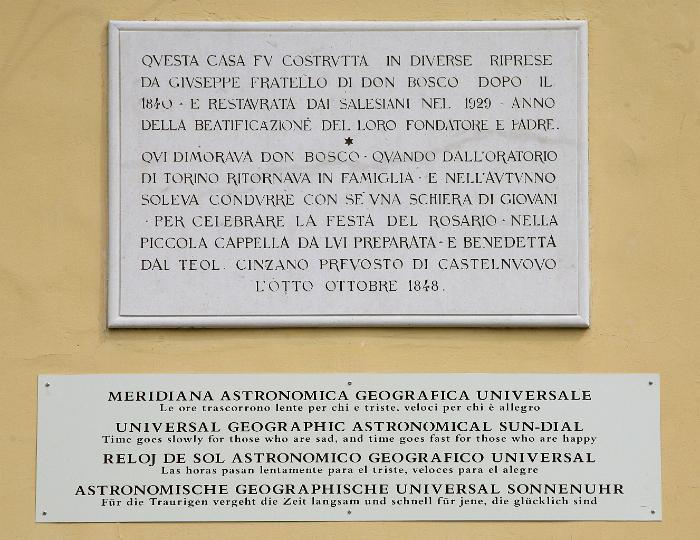 QVESTA CASA FV COSTRVTTA IN DIVERSE RIPRESE
DA GIVSEPPE FRATELLO DI DON BOSCO DOPO IL
1840 · E RESTAVRATA DAI SALESIANI NEL 1929 · ANNO
DELLA BEATIFICAZIONE DEL LORO FONDATORE E PADRE.
QVI DIMORAVA DON BOSCO · QVANDO DALL'ORATORIO
DI TORINO RITORNAVA IN FAMIGLIA · E NELL'AVTVNNO
SOLEVA CONDVRRE CON SE VNA SCHIERA DI GIOVANI
· PER CELEBRARE LA FESTA DEL ROSARIO · NELLA
PICCOLA CAPPELLA DA LVI PREPARATA · E BENEDETTA
DAL TEOL. CINZANO PREVOSTO DI CASTELNVOVO
L'OTTO OTTOBRE 1848.
MERIDIANA ASTRONOMICA GEOGRAFICA UNIVERSALE
Le ore trascorrono lente per chi e triste, veloci per chi è allegro
UNIVERSAL GEOGRAPHIC ASTRONOMICAL SUN-DIAL
Time goes slowly for those who are sad, and time goes fast for those who are happy
RELOJ DE SOL ASTRONOMICO GEOGRAFICO UNIVERSAL
Las horas pasan lentamente para el triste, veloces para el alegre
ASTRONOMISCHE GEOGRAPHISCHE UNIVERSAL SONNENUHR
Für die Traurigen vergeht die Zeit langsam und schnell für jene, die glücklich sind